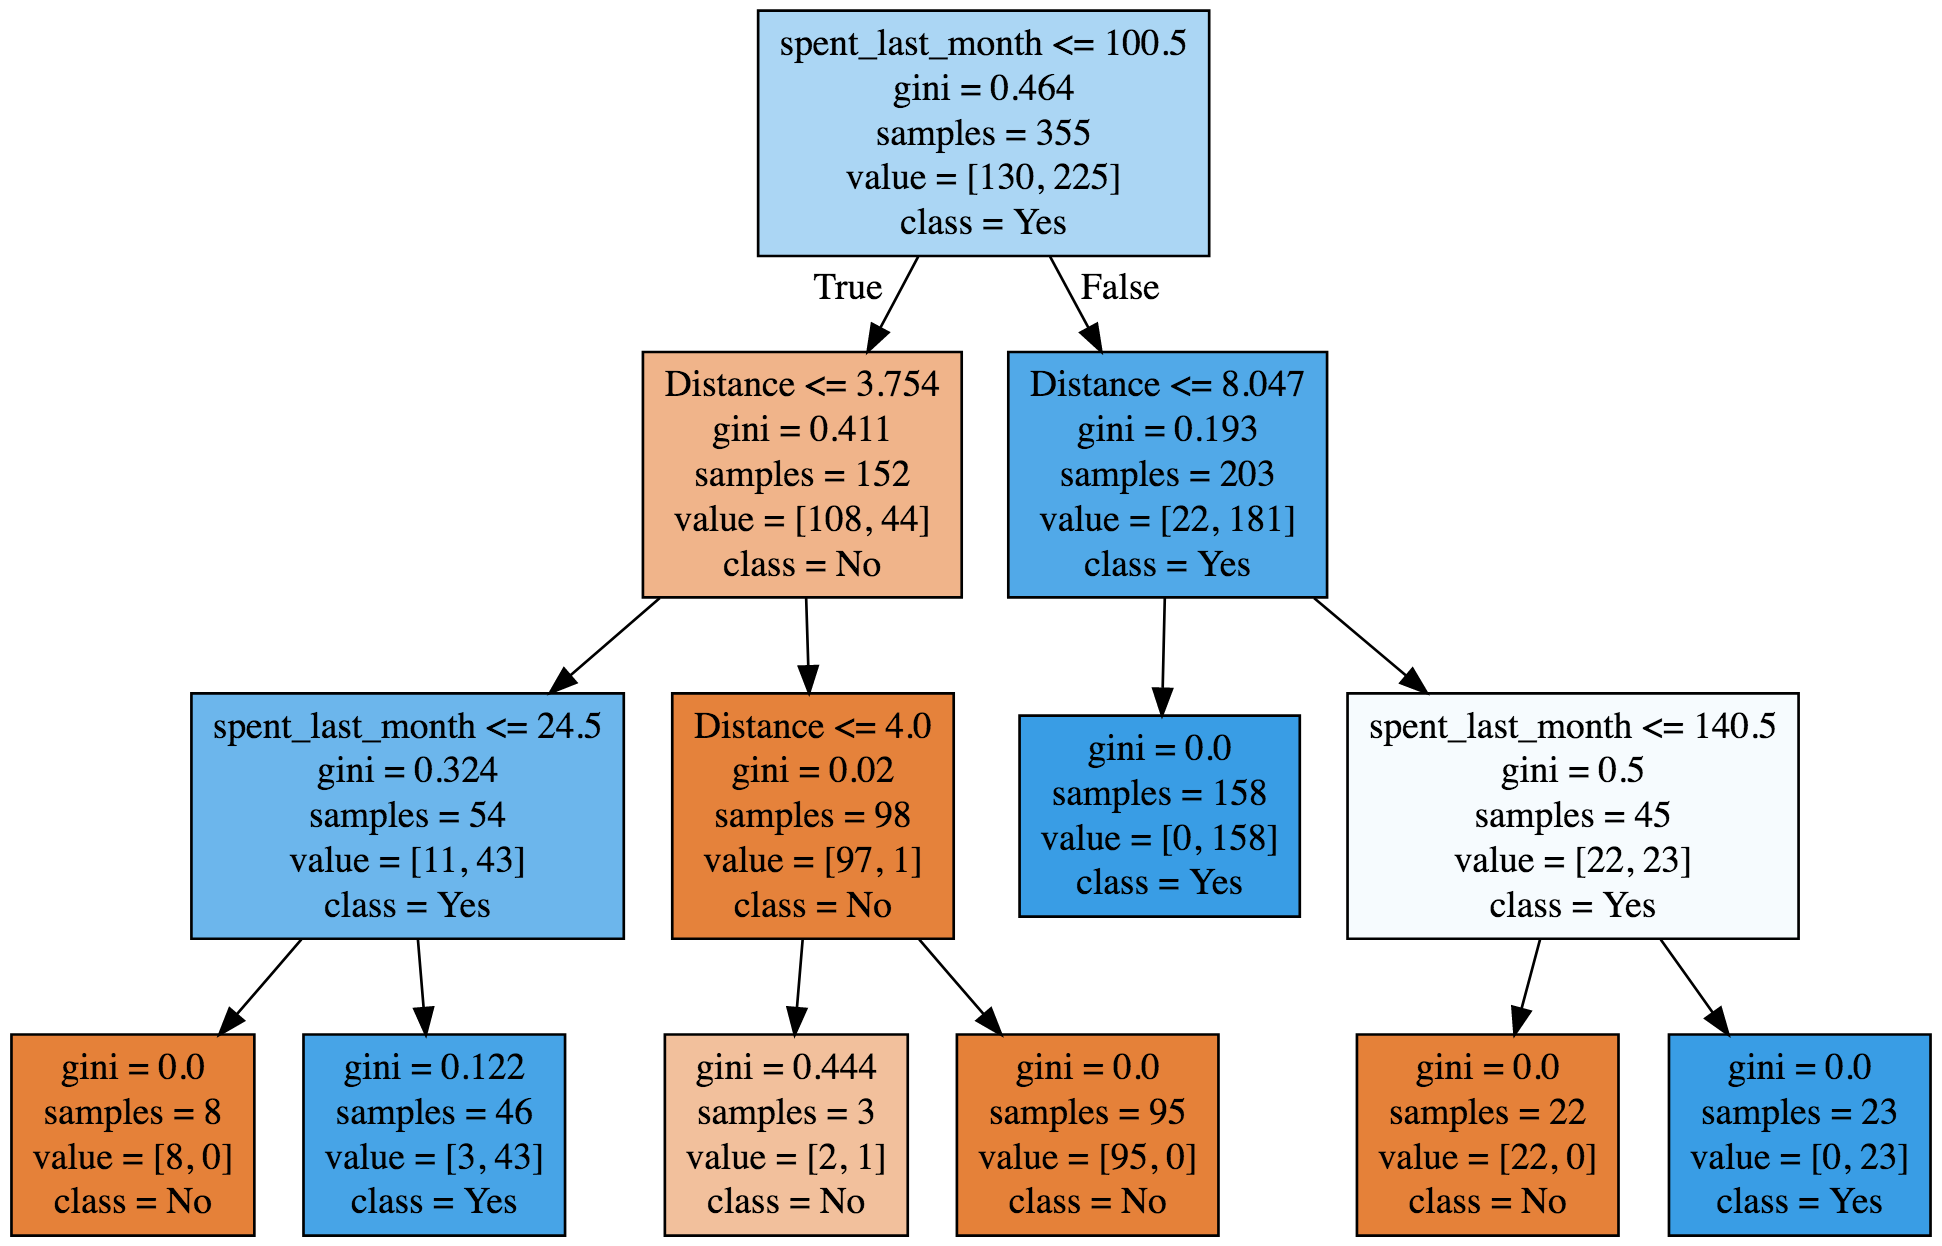 spent_last_month <= 100.5
gini = 0.464
samples = 355
value = [130, 225]
class = Yes
True
False
Distance <= 3.754
gini = 0.411
samples = 152
value = [108, 44]
class = No
Distance <= 8.047
gini = 0.193
samples = 203
value = [22, 181]
class = Yes
spent_last_month <= 24.5
gini = 0.324
samples = 54
value = [11, 43]
class = Yes
Distance <= 4.0
gini = 0.02
samples = 98
value = [97, 1]
class = No
gini = 0.0
samples = 158
value = [0, 158]
class = Yes
spent_last_month <= 140.5
gini = 0.5
samples = 45
value = [22, 23]
class = Yes
gini = 0.0
samples = 8
value = [8, 0]
class = No
gini = 0.122
samples = 46
value = [3, 43]
class = Yes
gini = 0.444
samples = 3
value = [2, 1]
class = No
gini = 0.0
samples = 95
value = [95, 0]
class = No
gini = 0.0
samples = 22
value = [22, 0]
class = No
gini = 0.0
samples = 23
value = [0, 23]
class = Yes